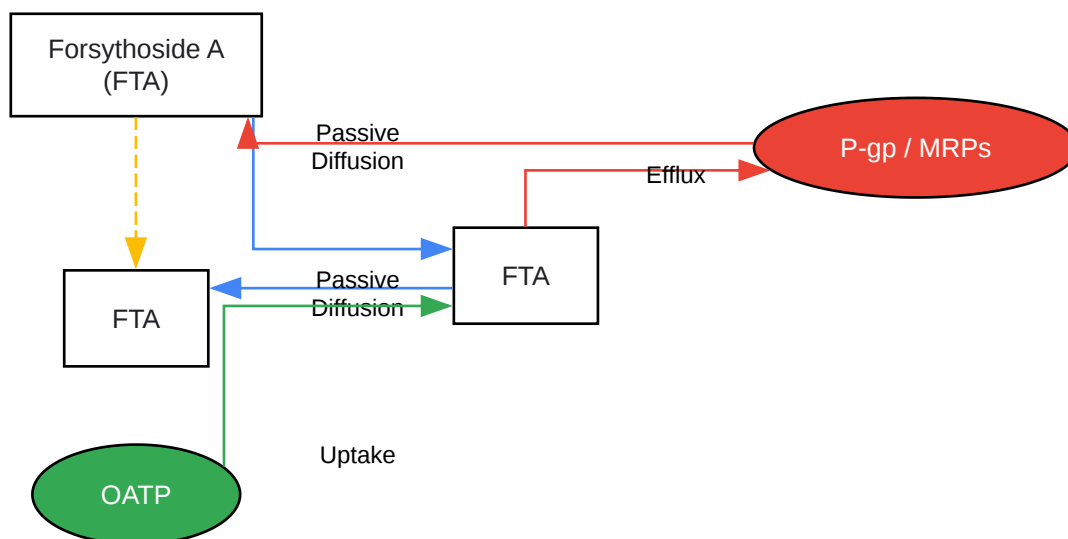 Forsythoside A
(FTA)
Passive
Diffusion
P-gp / MRPs
Efflux
FTA
Passive
Diffusion
FTA
Uptake
OATP